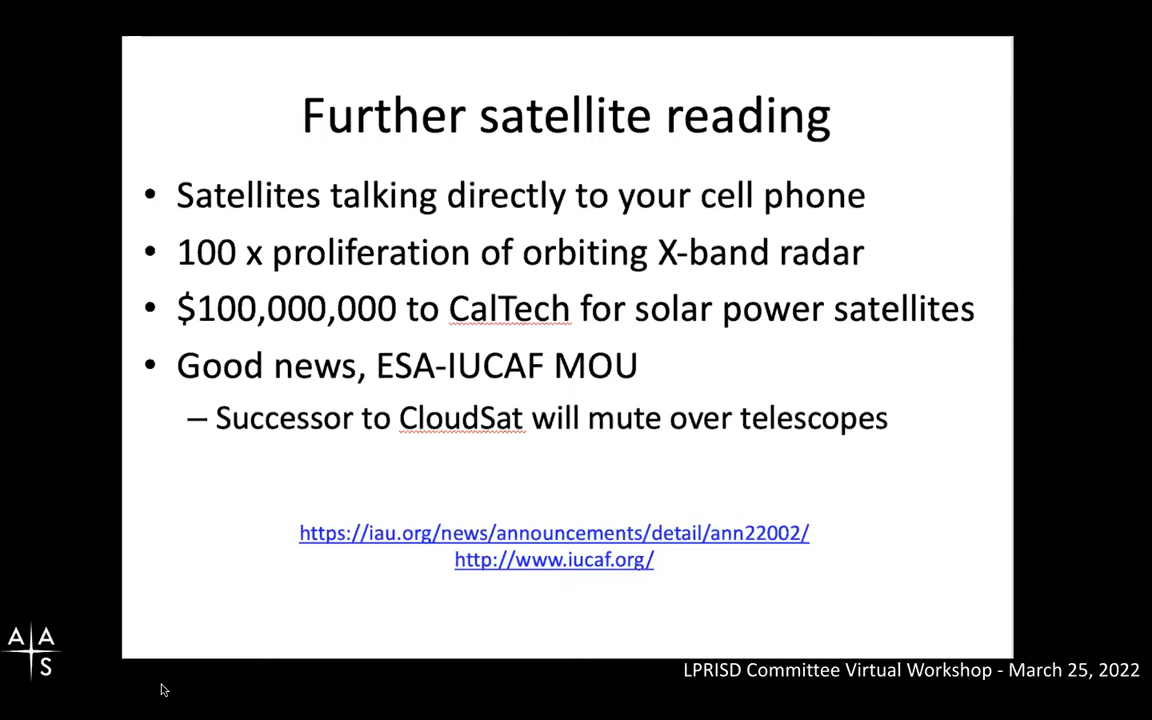 Further satellite reading
• Satellites talking directly to your cell phone
• 100 x proliferation of orbiting X-band radar
• $100,000,000 to CalTech for solar power satellites
• Good news, ESA-IUCAF MOU
– Successor to CloudSat will mute over telescopes
https://iau.org/news/announcements/detail/ann22002/
http://www.iucaf.org/
A A
S
LPRISD Committee Virtual Workshop - March 25, 2022